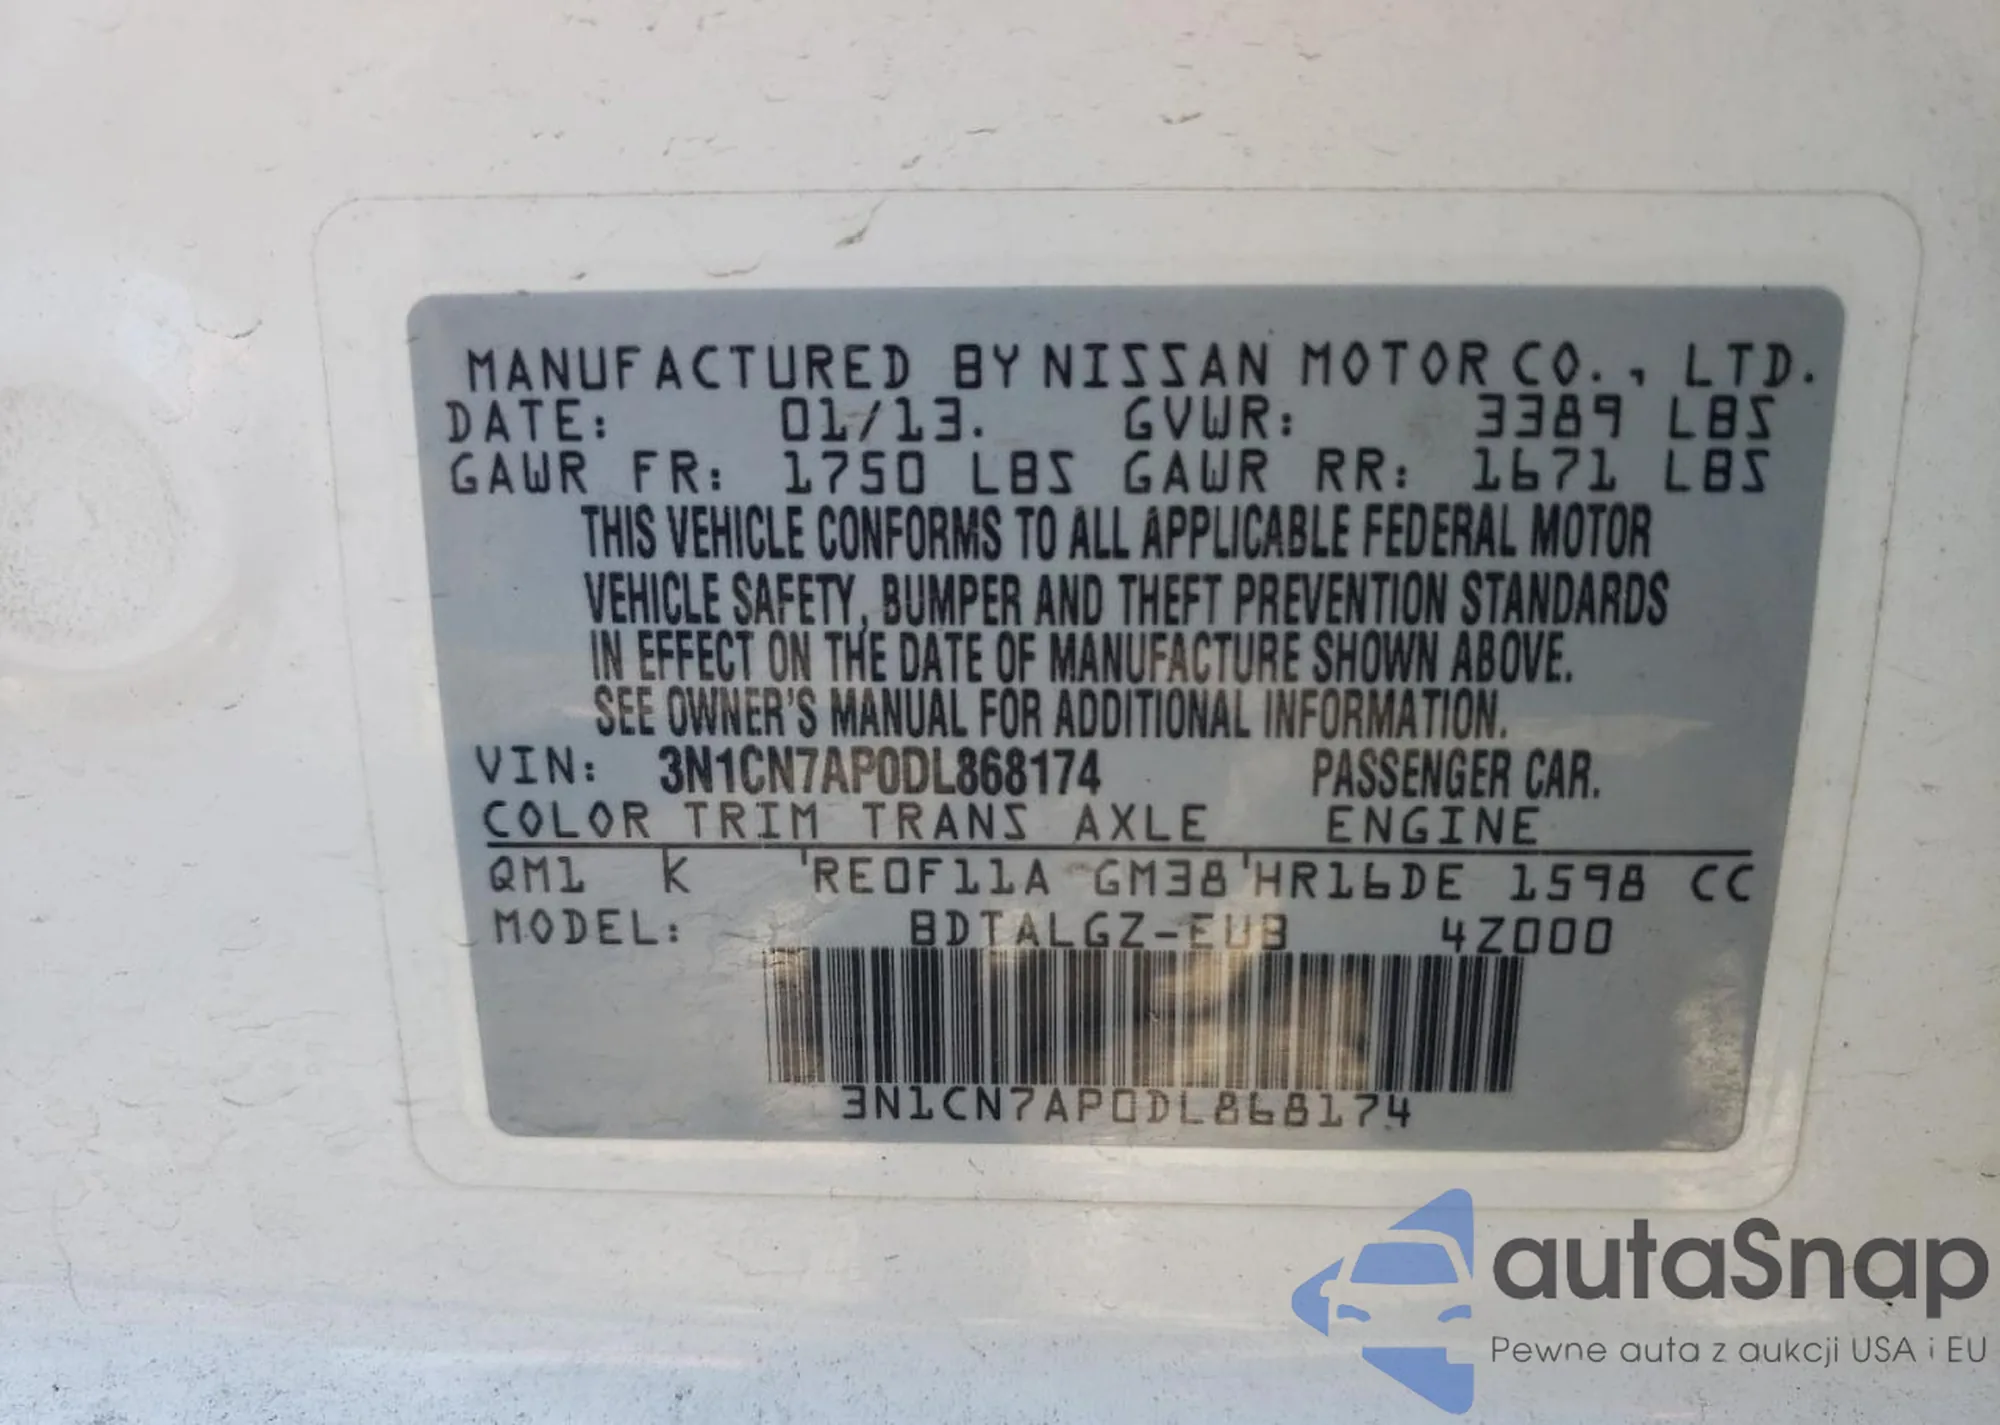 MANUFACTURED BY NISSAN MOTOR CO., LTD.
DATE: 01/13. GVWR: 3389 LBS
GAWR FR: 1750 LBS GAWR RR: 1671 LBS
THIS VEHICLE CONFORMS TO ALL APPLICABLE FEDERAL MOTOR
VEHICLE SAFETY, BUMPER AND THEFT PREVENTION STANDARDS
IN EFFECT ON THE DATE OF MANUFACTURE SHOWN ABOVE.
SEE OWNER'S MANUAL FOR ADDITIONAL INFORMATION.
VIN: 3N1CN7AP0DL868174 PASSENGER CAR.
COLOR TRIM TRANS AXLE ENGINE
QM1 K RE0F11A GM38 HR16DE 1598 CC
MODEL: BDTALGZ-EUB 4Z000
3N1CN7AP0DL868174
autaSnap
Pewne auta z aukcji USA i EU